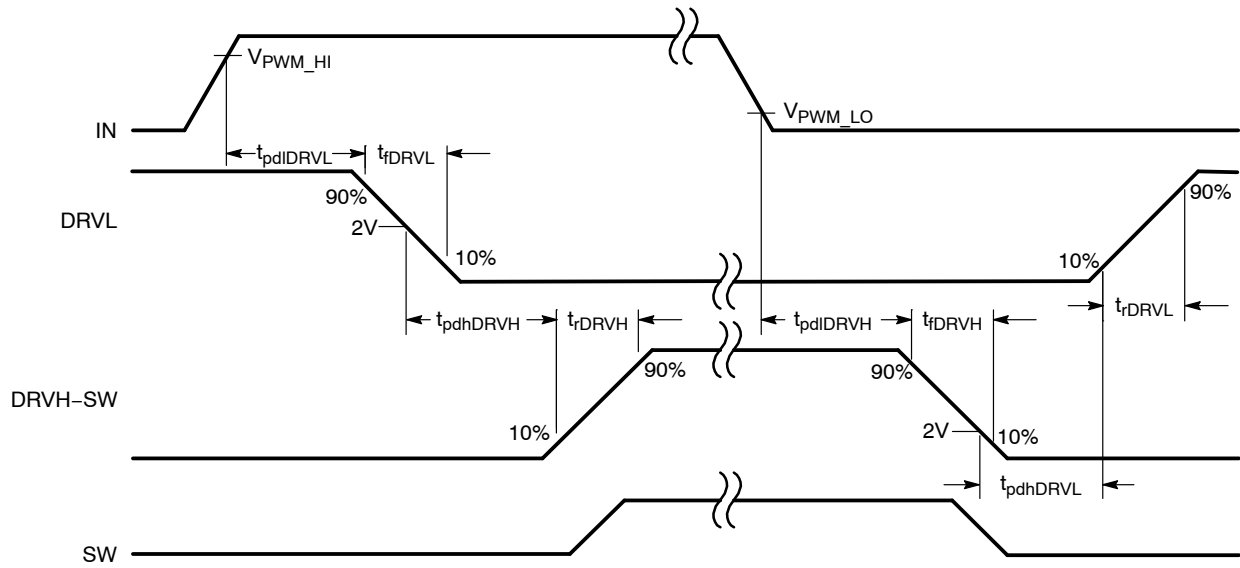 V_PWM_HI
V_PWM_LO
IN
t_pdlDRVL t_fDRVL
90% 90%
DRVL 2V
10% 10%
t_pdhDRVH t_rDRVH t_pdlDRVH t_fDRVH t_rDRVL
90% 90%
DRVH−SW
10% 2V 10%
t_pdhDRVL
SW